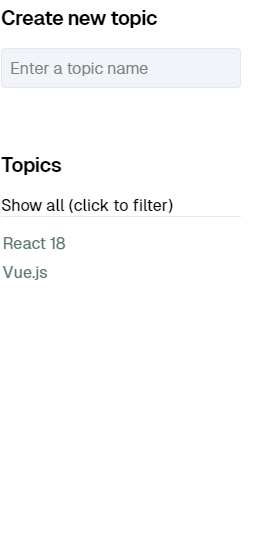 Create new topic
Enter a topic name
Topics
Show all (click to filter)
React 18
Vue.js